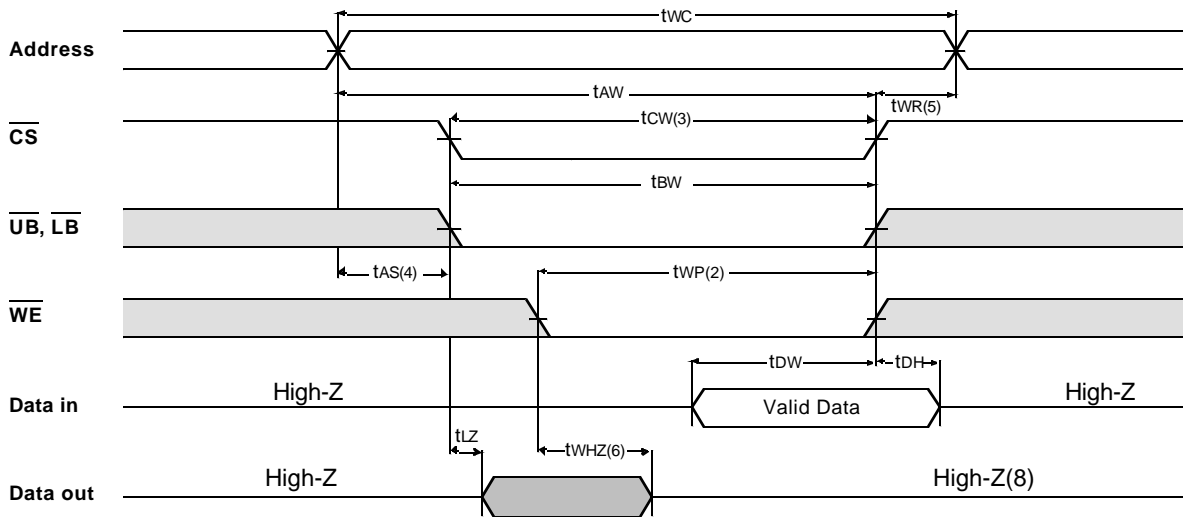 tWC
Address
tAW
tWR(5)
CS
tCW(3)
tBW
UB, LB
tAS(4)
tWP(2)
WE
tDW
tDH
Data in
High-Z
Valid Data
High-Z
tLZ
tWHZ(6)
Data out
High-Z
High-Z(8)